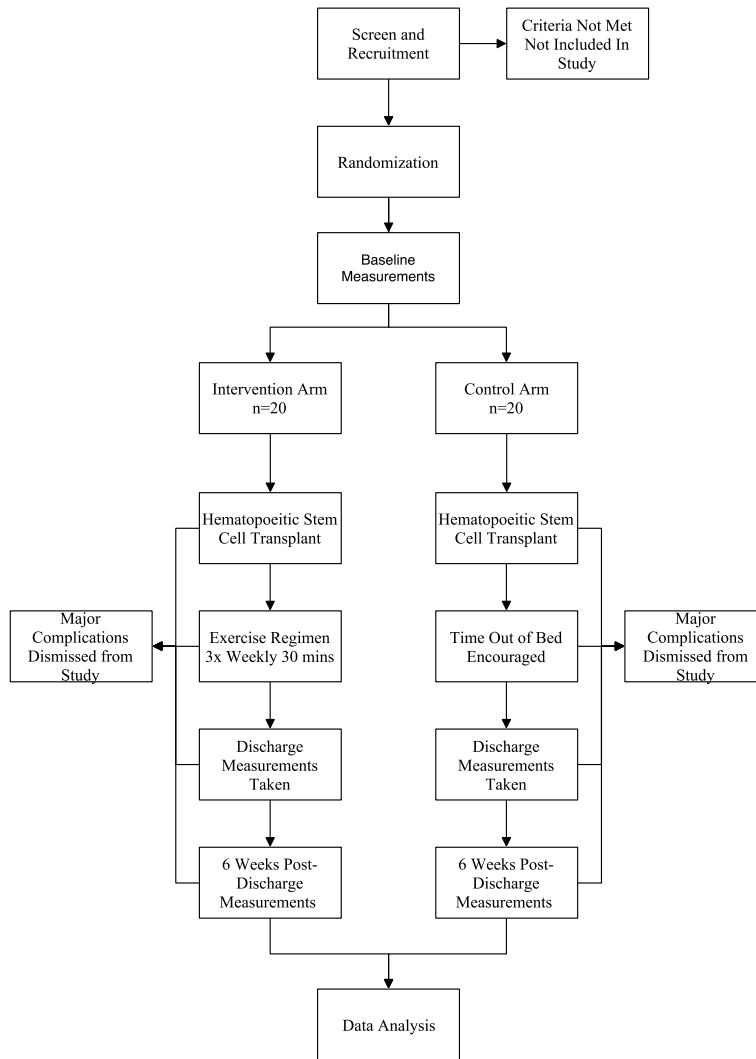 Screen and
Recruitment
Criteria Not Met
Not Included In
Study
Randomization
Baseline
Measurements
Intervention Arm
n=20
Control Arm
n=20
Hematopoeitic Stem
Cell Transplant
Hematopoeitic Stem
Cell Transplant
Major
Complications
Dismissed from
Study
Exercise Regimen
3x Weekly 30 mins
Time Out of Bed
Encouraged
Major
Complications
Dismissed from
Study
Discharge
Measurements
Taken
Discharge
Measurements
Taken
6 Weeks Post-
Discharge
Measurements
6 Weeks Post-
Discharge
Measurements
Data Analysis